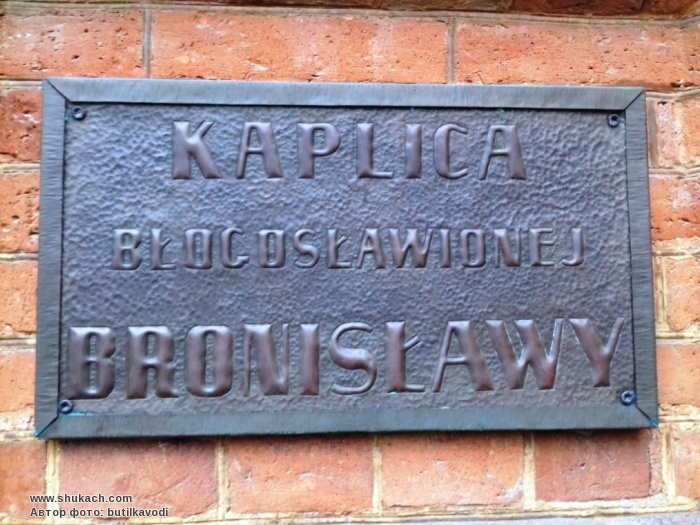 KAPLICA
BŁOGOSŁAWIONEJ
BRONISŁAWY
www.shukach.com
Автор фото: butilkavodi